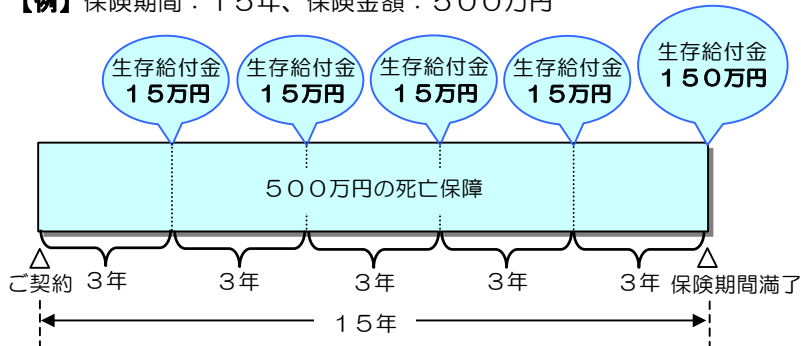 【例】保険期間：１５年、保険金額：５００万円
生存給付金
１５万円
生存給付金
１５万円
生存給付金
１５万円
生存給付金
１５万円
生存給付金
１５０万円
５００万円の死亡保障
ご契約
３年
３年
３年
３年
３年
保険期間満了
１５年